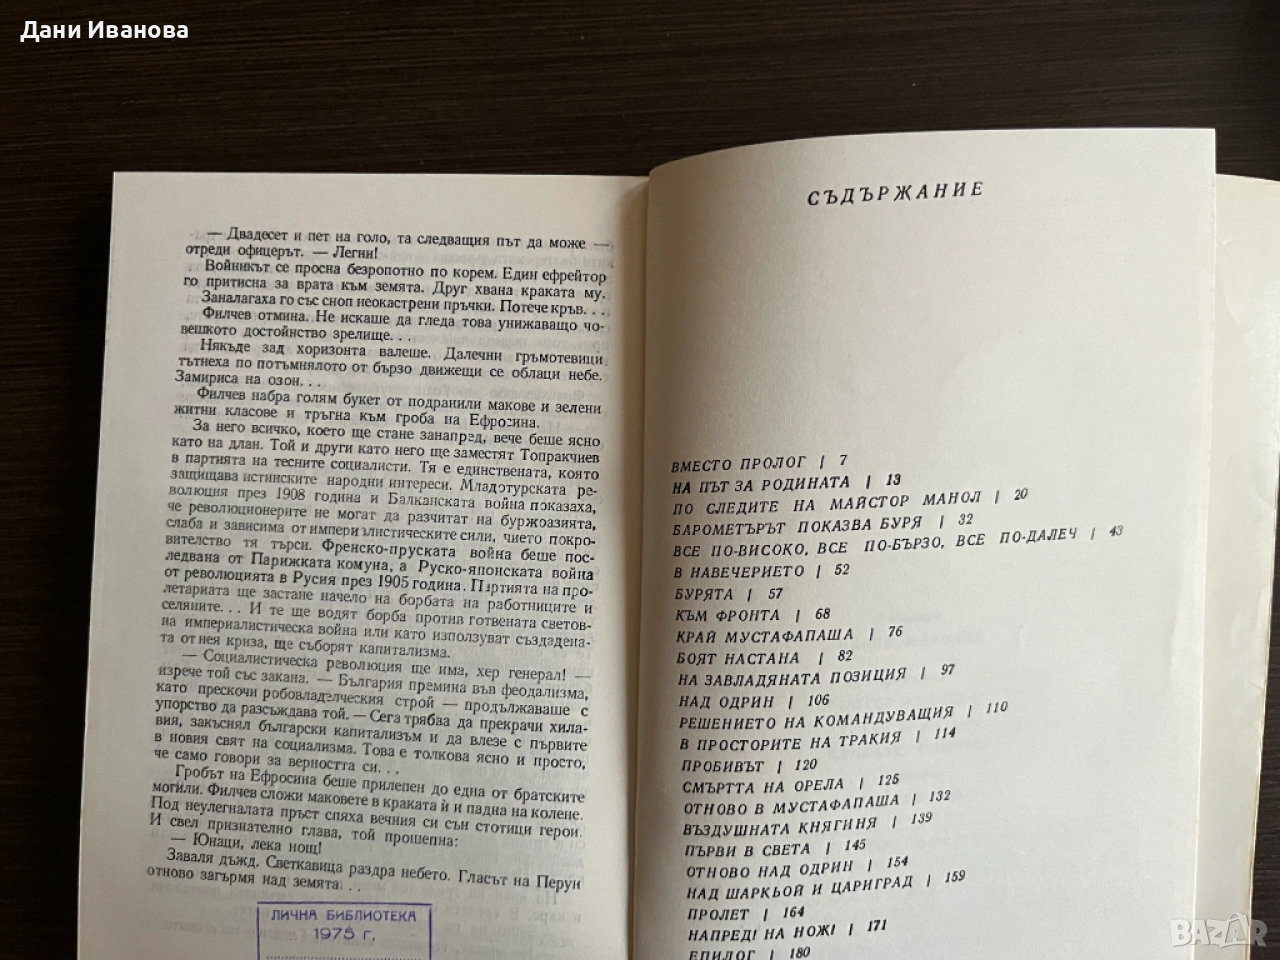 Дани Иванова
— Двадесет и пет на голо, та следващия път да може —
отреди офицерът. — Легни!
Войникът се просна безропотно по корем. Един ефрейтор
го притисна за врата към земята. Друг хвана краката му.
Заналагаха го със сноп неокастрени пръчки. Потече кръв. . .
Филчев отмина. Не искаше да гледа това унижаващо чо-
вешкото достойнство зрелище. . .
Някъде зад хоризонта валеше. Далечни гръмотевици
тътнеха по потъмнялото от бързо движещи се облаци небе.
Замириса на озон. . .
Филчев набра голям букет от подранили макове и зелени
житни класове и тръгна към гроба на Ефросина.
За него всичко, което ще стане занапред, вече беше ясно
като на длан. Той и други като него ще заместят Топракчиев
в партията на тесните социалисти. Тя е единствената, която
защищава истинските народни интереси. Младотурската ре-
волюция през 1908 година и Балканската война показаха,
че революционерите не могат да разчитат на буржоазията,
слаба и зависима от империалистическите сили, чието покро-
вителство тя търси. Френско-пруската война беше пос-
ледвана от Парижката комуна, а Руско-японската война
от революцията в Русия през 1905 година. Партията на про-
летариата ще застане начело на борбата на работниците и
селяните. . . И те ще водят борба против готвената светов-
на империалистическа война или като използуват създадена-
та от нея криза, ще съборят капитализма.
— Социалистическа революция ще има, хер генерал! —
изрече той със закана. — България премина във феодализма,
като прескочи робовладелческия строй — продължаваше с
упорство да разсъждава той. — Сега трябва да прекрачи хила-
вия, закъснял български капитализъм и да влезе с първите
в новия свят на социализма. Това е толкова ясно и просто,
че само говори за верността си. . .
Гробът на Ефросина беше прилепен до една от братските
могили. Филчев сложи маковете в краката ѝ и падна на колене.
Под неулегналата пръст спяха вечния си сън стотици герои.
И свел признателно глава, той прошепна:
— Юнаци, лека нощ!
Заваля дъжд. Светкавица раздра небето. Гласът на Перун
отново загърмя над земята. . .
ЛИЧНА БИБЛИОТЕКА
1975 г.
СЪДЪРЖАНИЕ
ВМЕСТО ПРОЛОГ | 7
НА ПЪТ ЗА РОДИНАТА | 13
ПО СЛЕДИТЕ НА МАЙСТОР МАНОЛ | 20
БАРОМЕТЪРЪТ ПОКАЗВА БУРЯ | 32
ВСЕ ПО-ВИСОКО, ВСЕ ПО-БЪРЗО, ВСЕ ПО-ДАЛЕЧ | 43
В НАВЕЧЕРИЕТО | 52
БУРЯТА | 57
КЪМ ФРОНТА | 68
КРАЙ МУСТАФАПАША | 76
БОЯТ НАСТАНА | 82
НА ЗАВЛАДЯНАТА ПОЗИЦИЯ | 97
НАД ОДРИН | 106
РЕШЕНИЕТО НА КОМАНДУВАЩИЯ | 110
В ПРОСТОРИТЕ НА ТРАКИЯ | 114
ПРОБИВЪТ | 120
СМЪРТТА НА ОРЕЛА | 125
ОТНОВО В МУСТАФАПАША | 132
ВЪЗДУШНАТА КНЯГИНЯ | 139
ПЪРВИ В СВЕТА | 145
ОТНОВО НАД ОДРИН | 154
НАД ШАРКЬОЙ И ЦАРИГРАД | 159
ПРОЛЕТ | 164
НАПРЕД! НА НОЖ! | 171
ЕПИЛОГ | 180
BAZAR